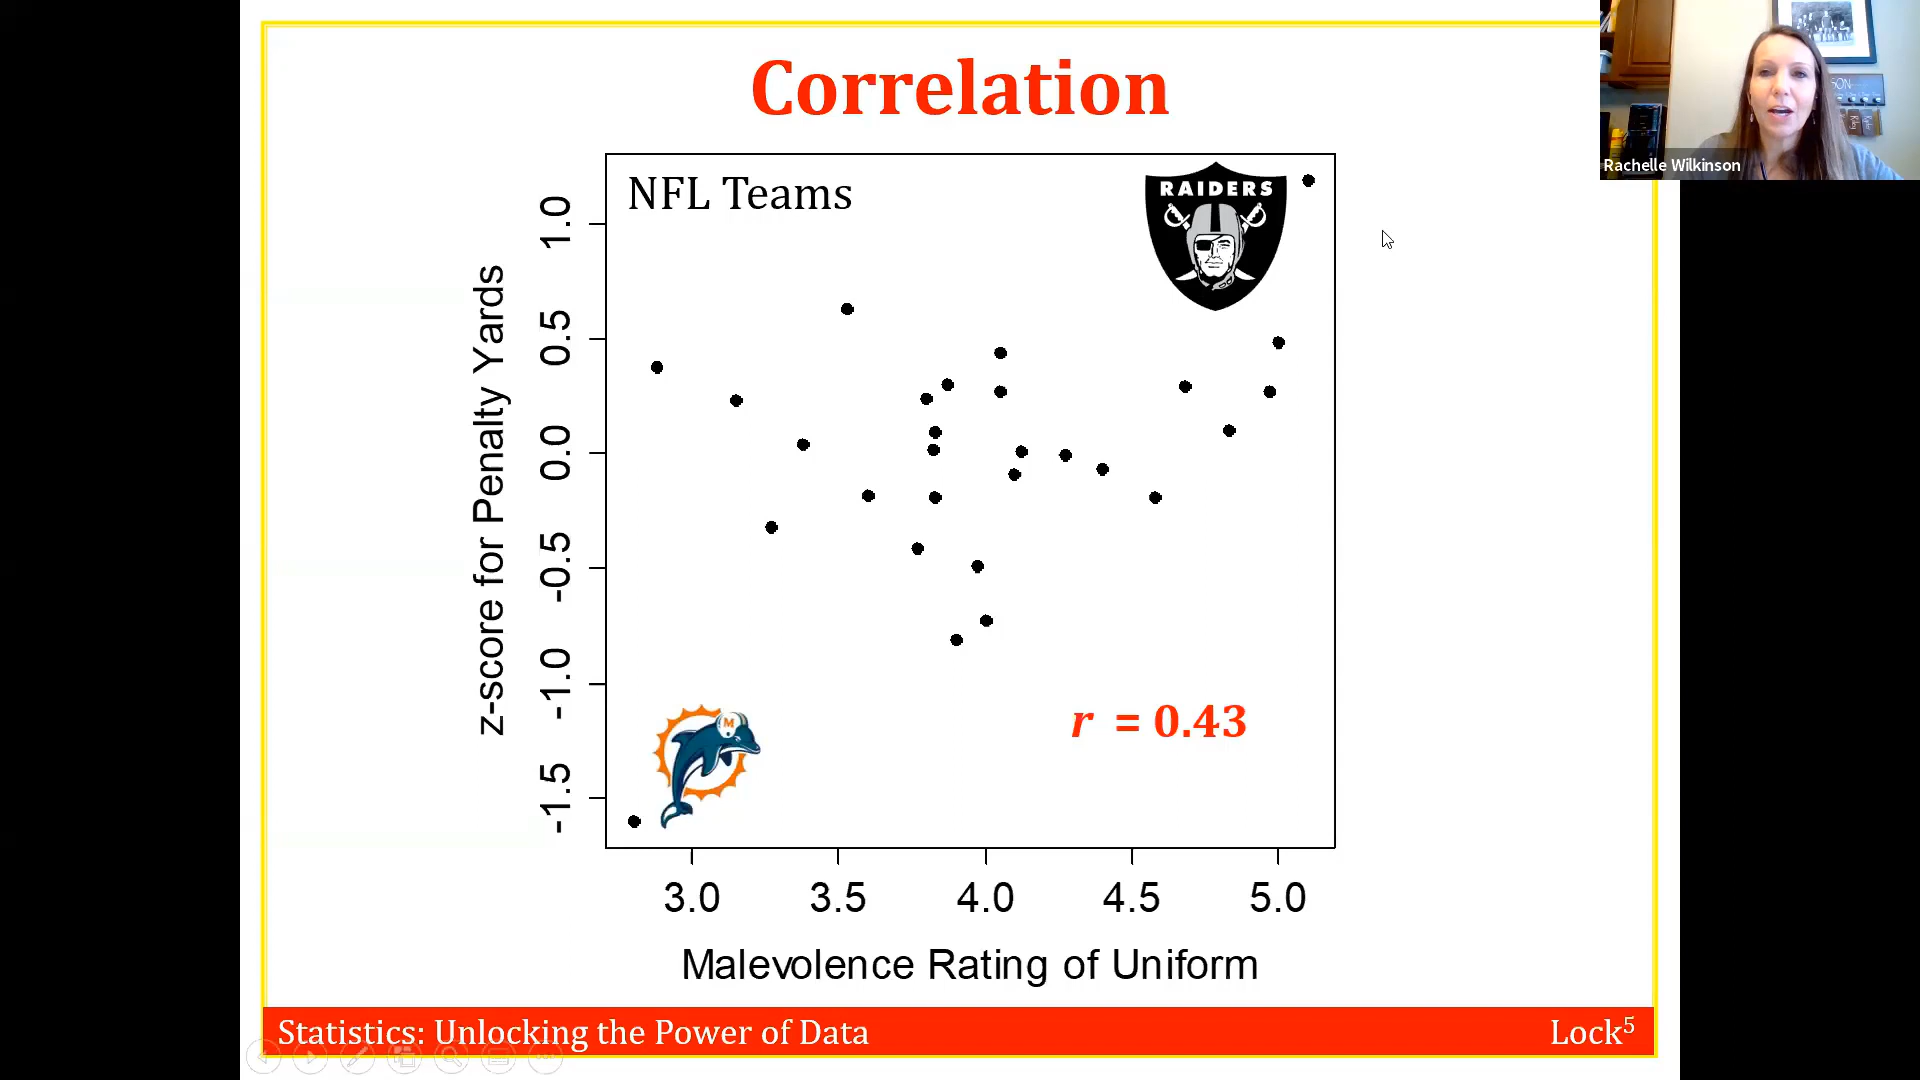 Correlation
NFL Teams
RAIDERS
SON
Rachelle Wilkinson
z-score for Penalty Yards
1.0
0.5
0.0
-0.5
-1.0
-1.5
M
r = 0.43
3.0 3.5 4.0 4.5 5.0
Malevolence Rating of Uniform
Statistics: Unlocking the Power of Data
Lock5